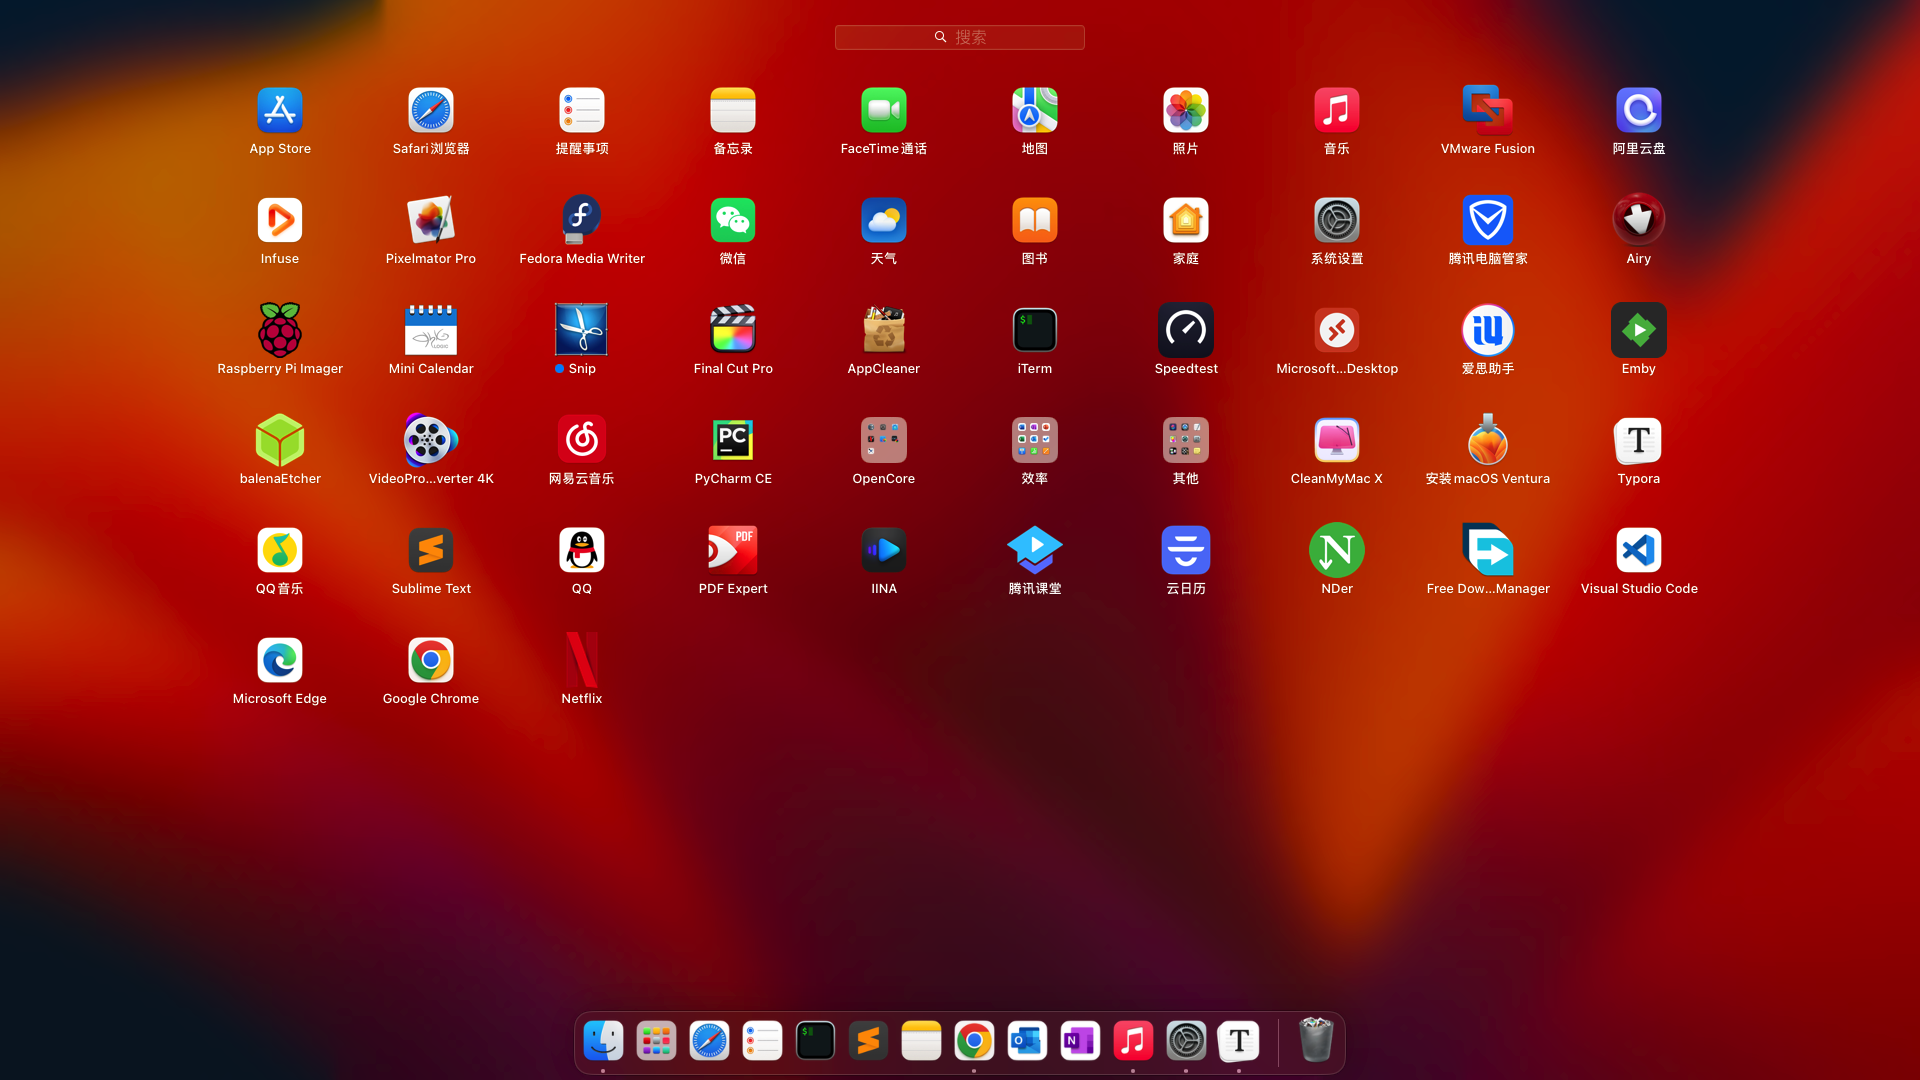 搜索
App Store
Safari浏览器
提醒事项
备忘录
FaceTime通话
地图
照片
音乐
VMware Fusion
阿里云盘
Infuse
Pixelmator Pro
Fedora Media Writer
微信
天气
图书
家庭
系统设置
腾讯电脑管家
Airy
Raspberry Pi Imager
Mini Calendar
Snip
Final Cut Pro
AppCleaner
$
iTerm
Speedtest
Microsoft...Desktop
爱思助手
Emby
balenaEtcher
VideoPro...verter 4K
网易云音乐
PC
PyCharm CE
OpenCore
效率
其他
CleanMyMac X
安装macOS Ventura
T
Typora
QQ音乐
Sublime Text
QQ
PDF
PDF Expert
IINA
腾讯课堂
云日历
N
NDer
Free Dow...Manager
Visual Studio Code
Microsoft Edge
Google Chrome
Netflix
$
O
N
T